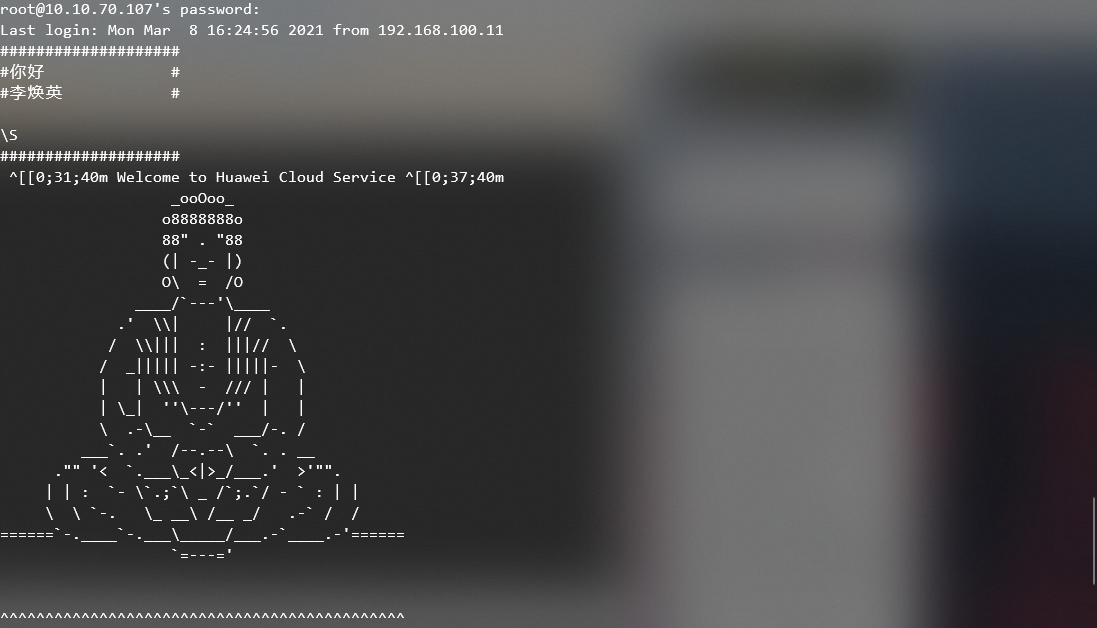 root@10.10.70.107's password:
Last login: Mon Mar  8 16:24:56 2021 from 192.168.100.11
####################
#你好              #
#李焕英            #

\S
####################
 ^[[0;31;40m Welcome to Huawei Cloud Service ^[[0;37;40m
                   _ooOoo_
                  o8888888o
                  88" . "88
                  (| -_- |)
                  O\  =  /O
               ____/`---'\____
             .'  \\|     |//  `.
            /  \\|||  :  |||//  \
           /  _||||| -:- |||||-  \
           |   | \\\  -  /// |   |
           | \_|  ''\---/''  |   |
           \  .-\__  `-`  ___/-. /
         ___`. .'  /--.--\  `. . __
      ."" '<  `.___\_<|>_/___.'  >'"".
     | | :  `- \`.;`\ _ /`;.`/ - ` : | |
     \  \ `-.   \_ __\ /__ _/   .-` /  /
======`-.____`-.___\_____/___.-`____.-'======
                   `=---='

^^^^^^^^^^^^^^^^^^^^^^^^^^^^^^^^^^^^^^^^^^^^^